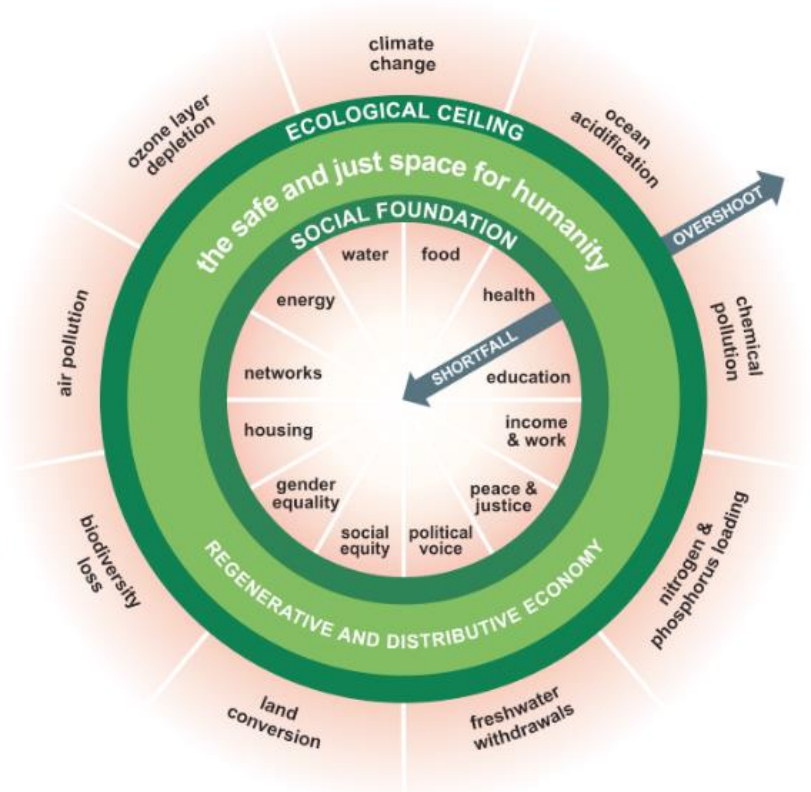 climate
change
ocean
acidification
chemical
pollution
nitrogen &
phosphorus loading
freshwater
withdrawals
land
conversion
biodiversity
loss
air pollution
ozone layer
depletion
ECOLOGICAL CEILING
the safe and just space for humanity
OVERSHOOT
SOCIAL FOUNDATION
water
food
health
SHORTFALL
education
income
& work
peace &
justice
political
voice
social
equity
gender
equality
housing
networks
energy
REGENERATIVE AND DISTRIBUTIVE ECONOMY